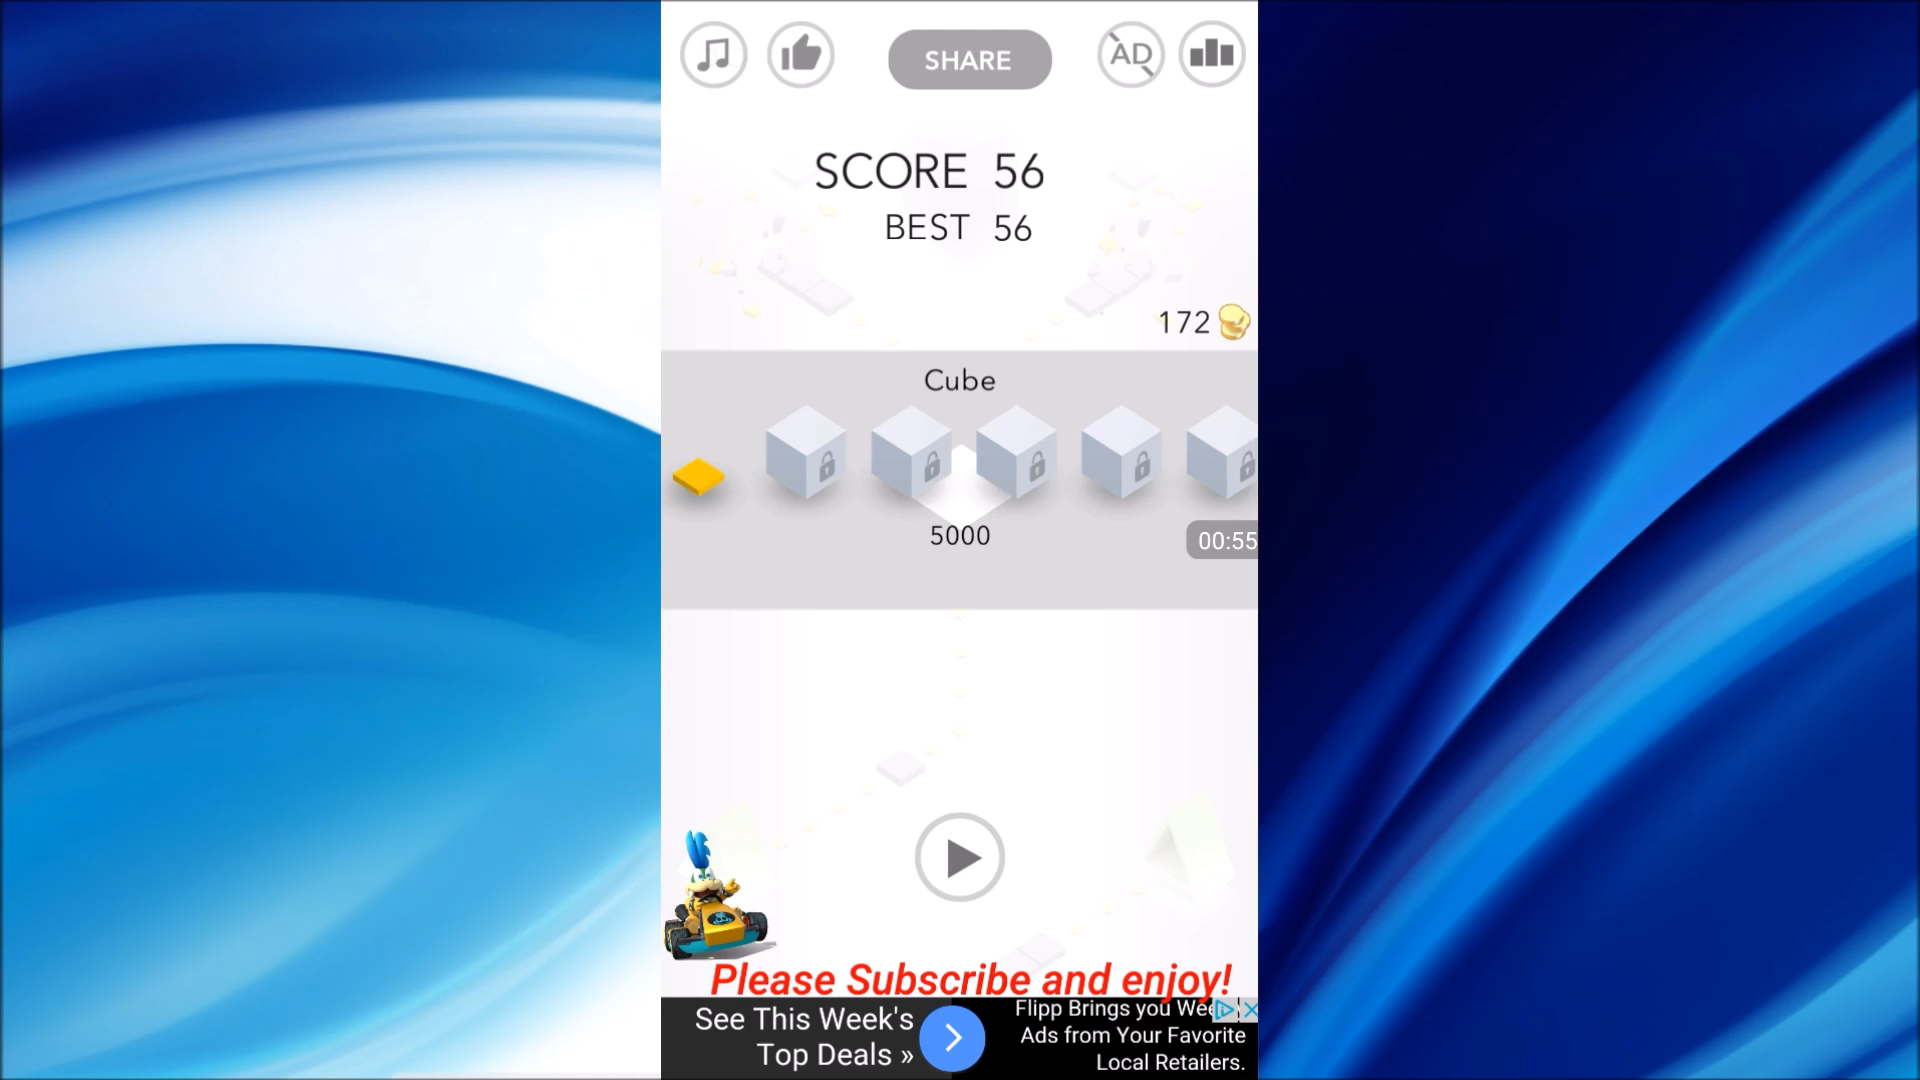 SHARE
AD
SCORE 56
BEST 56
172
Cube
5000
00:55
Please Subscribe and enjoy!
See This Week's
Top Deals »
Flipp Brings you
Ads from Your Favorite
Local Retailers.